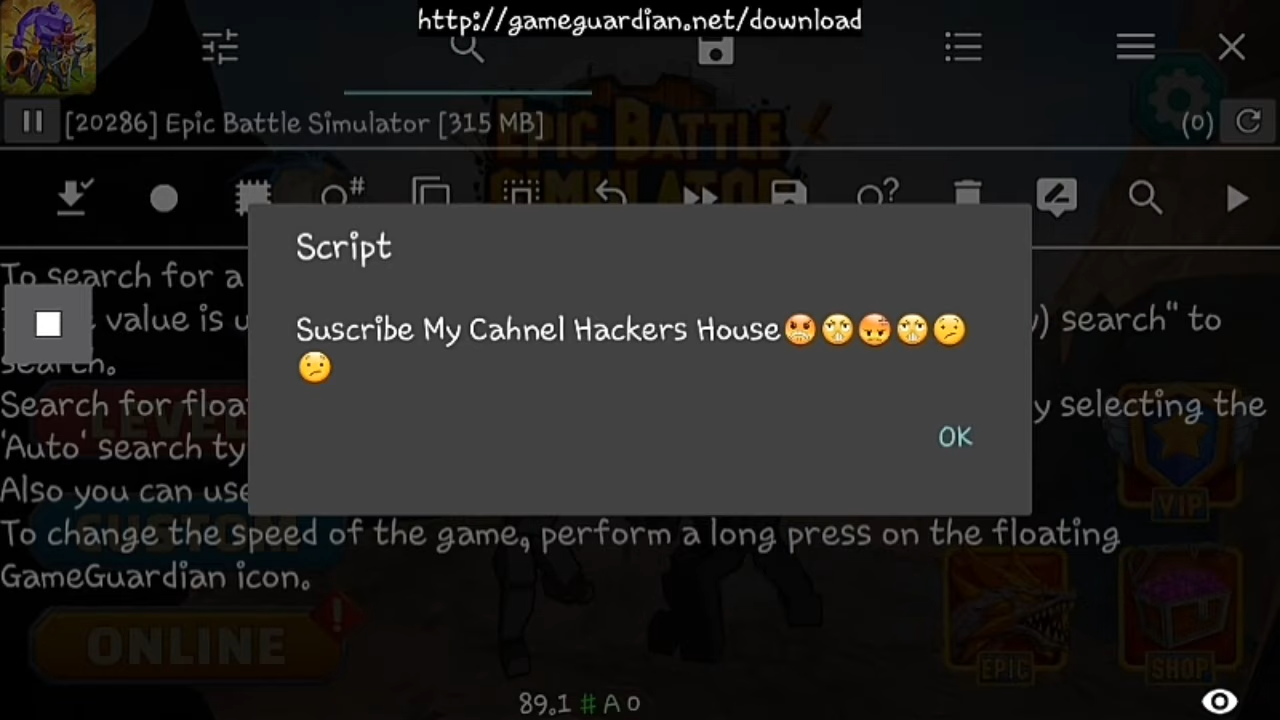 http://gameguardian.net/download
[20286] Epic Battle Simulator [315 MB]
(0)
EPIC BATTLE
SIMULATOR
Script
Suscribe My Cahnel Hackers House😡🙄😡🙄😕
😕
OK
To search for a
value is u
) search" to
search.
Search for floa
y selecting the
'Auto' search ty
Also you can use
To change the speed of the game, perform a long press on the floating
GameGuardian icon.
LEVEL
CUSTOM
ONLINE
VIP
EPIC
SHOP
89.1 # A o